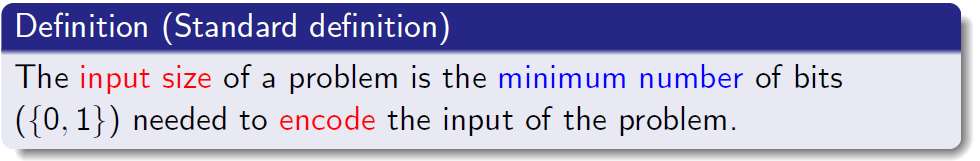 Definition (Standard definition)
The input size of a problem is the minimum number of bits
({0, 1}) needed to encode the input of the problem.